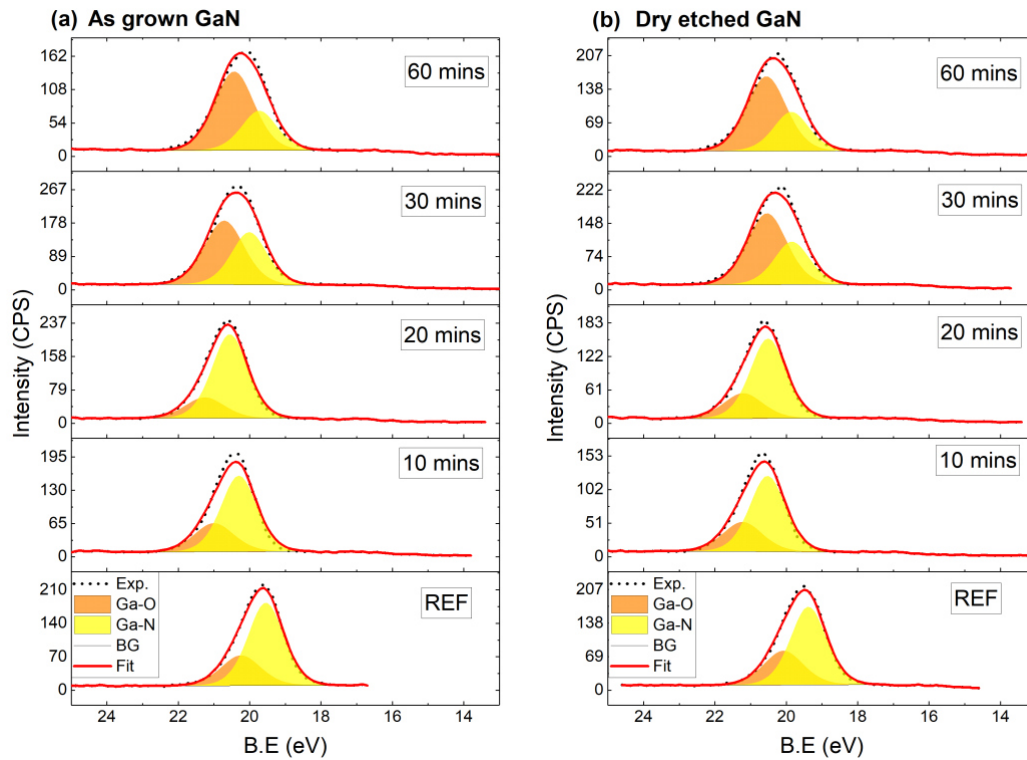 (a) As grown GaN
162
108
54
0
60 mins
267
178
89
0
30 mins
237
158
79
0
20 mins
195
130
65
0
10 mins
210
140
70
0
Exp.
Ga-O
Ga-N
BG
Fit
REF
24 22 20 18 16 14
B.E (eV)
Intensity (CPS)
(b) Dry etched GaN
207
138
69
0
60 mins
222
148
74
0
30 mins
183
122
61
0
20 mins
153
102
51
0
10 mins
207
138
69
0
Exp.
Ga-O
Ga-N
BG
Fit
REF
24 22 20 18 16 14
B.E (eV)
Intensity (CPS)